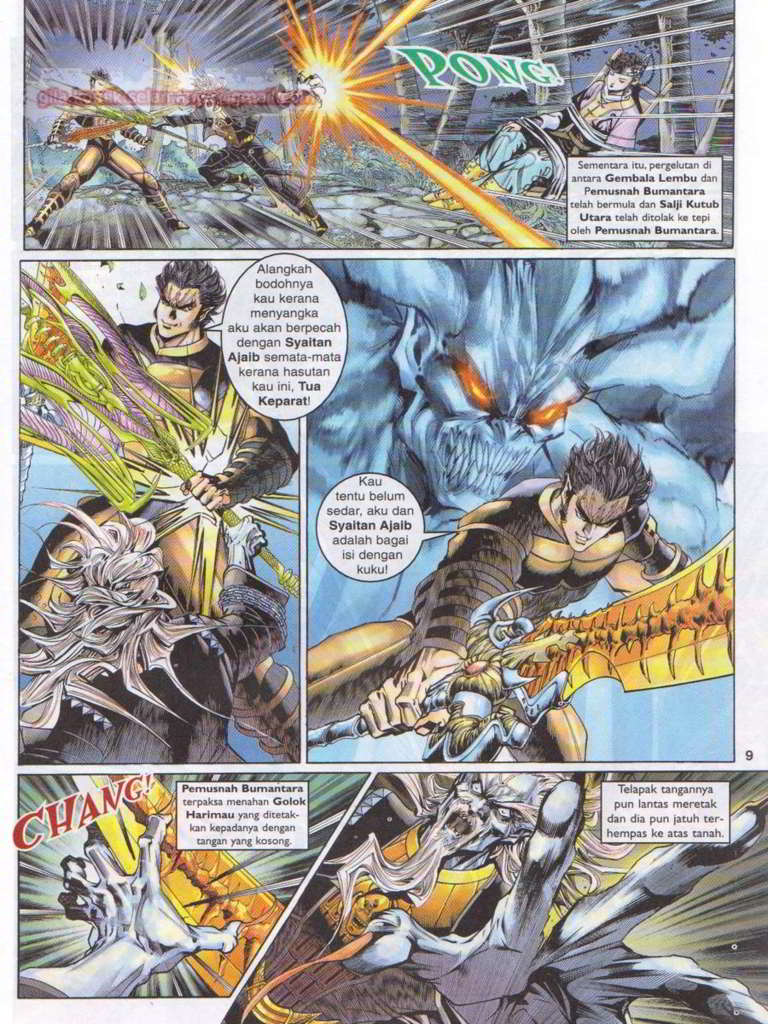 PONG!
Sementara itu, pergelutan di
antara Gembala Lembu dan
Pemusnah Bumantara
telah bermula dan Salji Kutub
Utara telah ditolak ke tepi
oleh Pemusnah Bumantara.
Alangkah
bodohnya
kau kerana
menyangka
aku akan berpecah
dengan Syaitan
Ajaib semata-mata
kerana hasutan
kau ini, Tua
Keparat!
Kau
tentu belum
sedar, aku dan
Syaitan Ajaib
adalah bagai
isi dengan
kuku!
9
CHANG!
Pemusnah Bumantara
terpaksa menahan Golok
Harimau yang ditetak-
kan kepadanya dengan
tangan yang kosong.
Telapak tangannya
pun lantas meretak
dan dia pun jatuh ter-
hempas ke atas tanah.